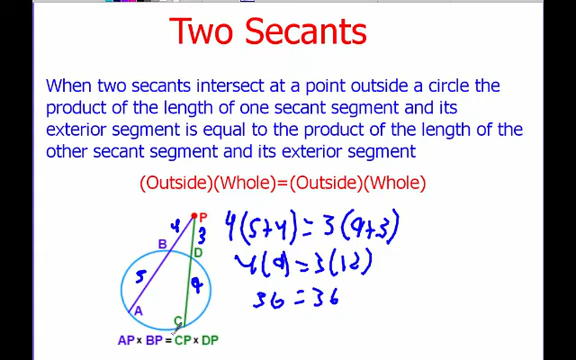 Two Secants
When two secants intersect at a point outside a circle the
product of the length of one secant segment and its
exterior segment is equal to the product of the length of the
other secant segment and its exterior segment
(Outside)(Whole)=(Outside)(Whole)
P
4
3
4(5+4)=3(9+3)
B
D
4(9)=3(12)
5
9
36=36
A
C
AP x BP = CP x DP